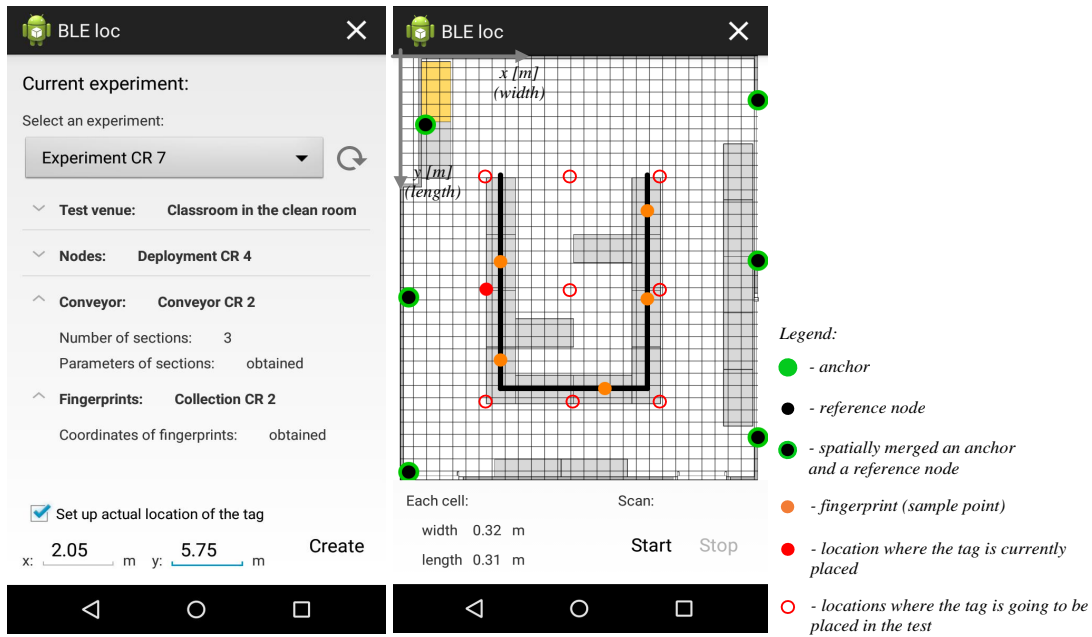 BLE loc
Current experiment:
Select an experiment:
Experiment CR 7
Test venue: Classroom in the clean room
Nodes: Deployment CR 4
Conveyor: Conveyor CR 2
Number of sections: 3
Parameters of sections: obtained
Fingerprints: Collection CR 2
Coordinates of fingerprints: obtained
Set up actual location of the tag
x: 2.05 m y: 5.75 m Create
BLE loc
x [m]
(width)
y [m]
(length)
Each cell: Scan:
width 0.32 m
length 0.31 m
Start Stop
Legend:
- anchor
- reference node
- spatially merged an anchor
and a reference node
- fingerprint (sample point)
- location where the tag is currently
placed
- locations where the tag is going to be
placed in the test